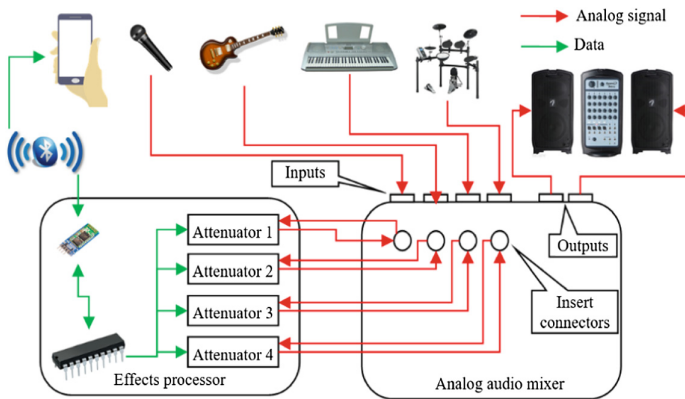 Analog signal
Data
Inputs
Outputs
Attenuator 1
Attenuator 2
Attenuator 3
Attenuator 4
Insert
connectors
Effects processor
Analog audio mixer